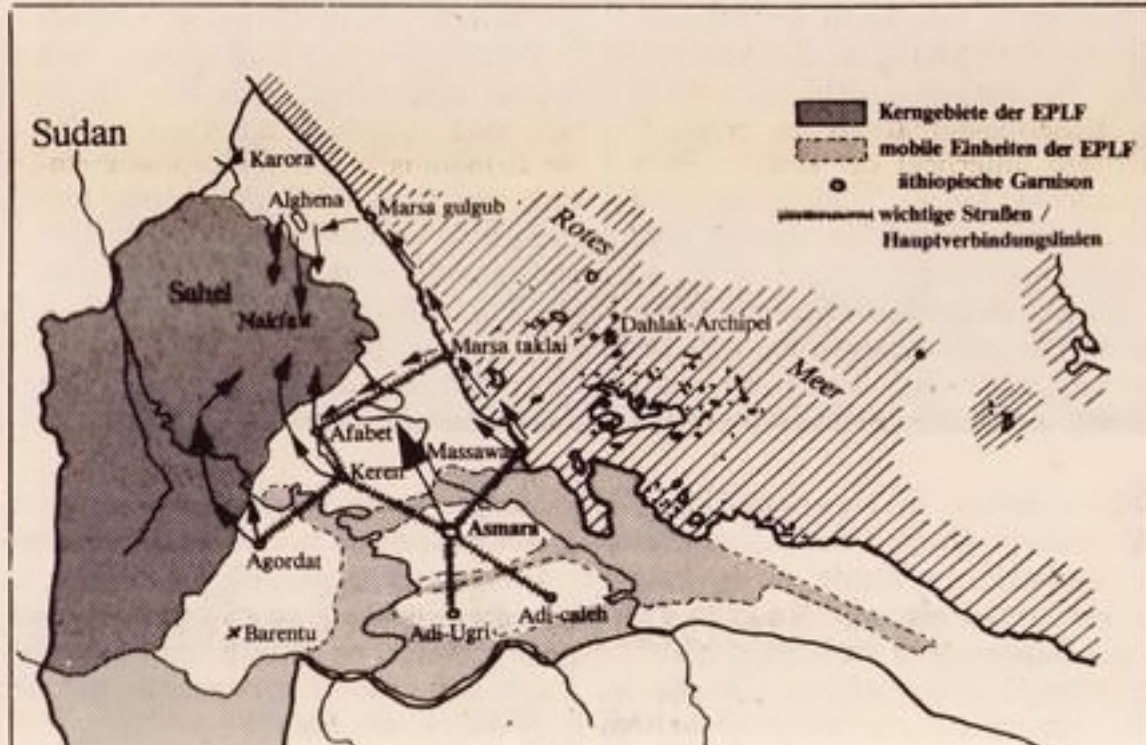 Sudan
Kerngebiete der EPLF
mobile Einheiten der EPLF
äthiopische Garnison
wichtige Straßen /
Hauptverbindungslinien
Karora
Alghena
Marsa gulgub
Rotes
Sahel
Nakfa
Dahlak-Archipel
Marsa taklai
Meer
Afabet
Massawa
Keren
Asmara
Agordat
Adi-caleh
Barentu
Adi-Ugri